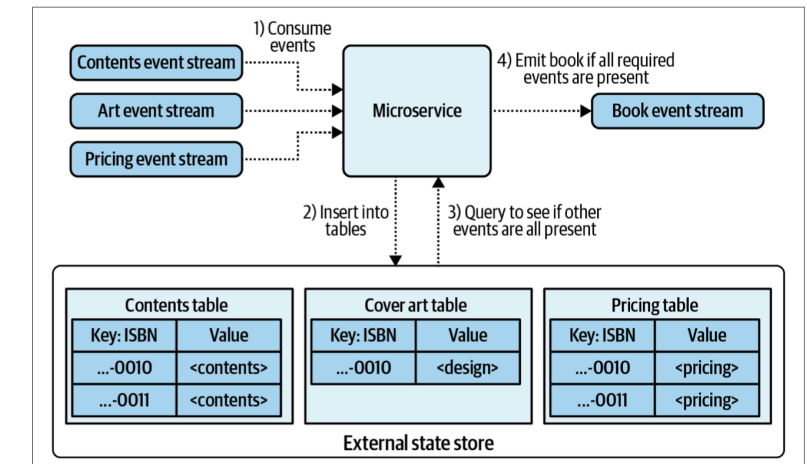 1) Consume
events
Contents event stream
Art event stream
Pricing event stream
Microservice
4) Emit book if all required
events are present
Book event stream
2) Insert into
tables
3) Query to see if other
events are all present
Contents table
Key: ISBN Value
...-0010 <contents>
...-0011 <contents>
Cover art table
Key: ISBN Value
...-0010 <design>
Pricing table
Key: ISBN Value
...-0010 <pricing>
...-0011 <pricing>
External state store